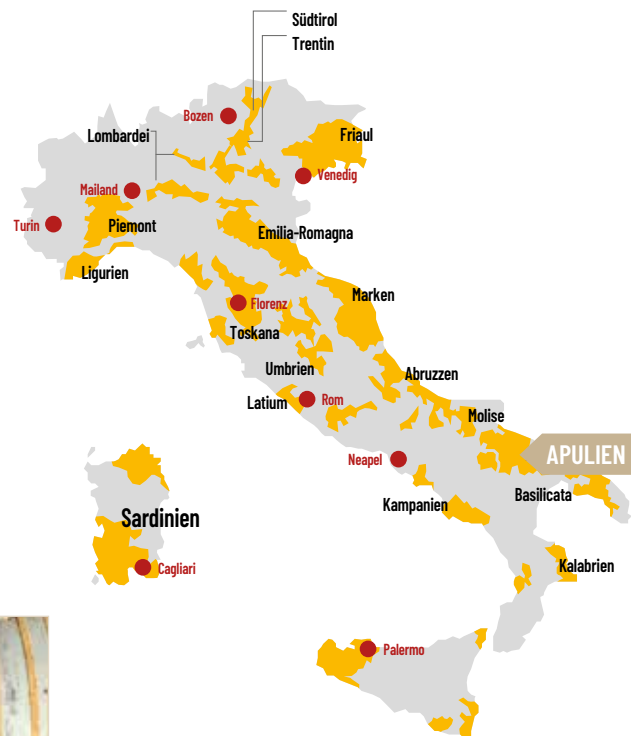 Südtirol
Trentin
Bozen
Lombardei
Friaul
Venedig
Mailand
Turin
Piemont
Emilia-Romagna
Ligurien
Marken
Florenz
Toskana
Umbrien
Abruzzen
Latium
Rom
Molise
Neapel
APULIEN
Basilicata
Kampanien
Sardinien
Kalabrien
Cagliari
Palermo